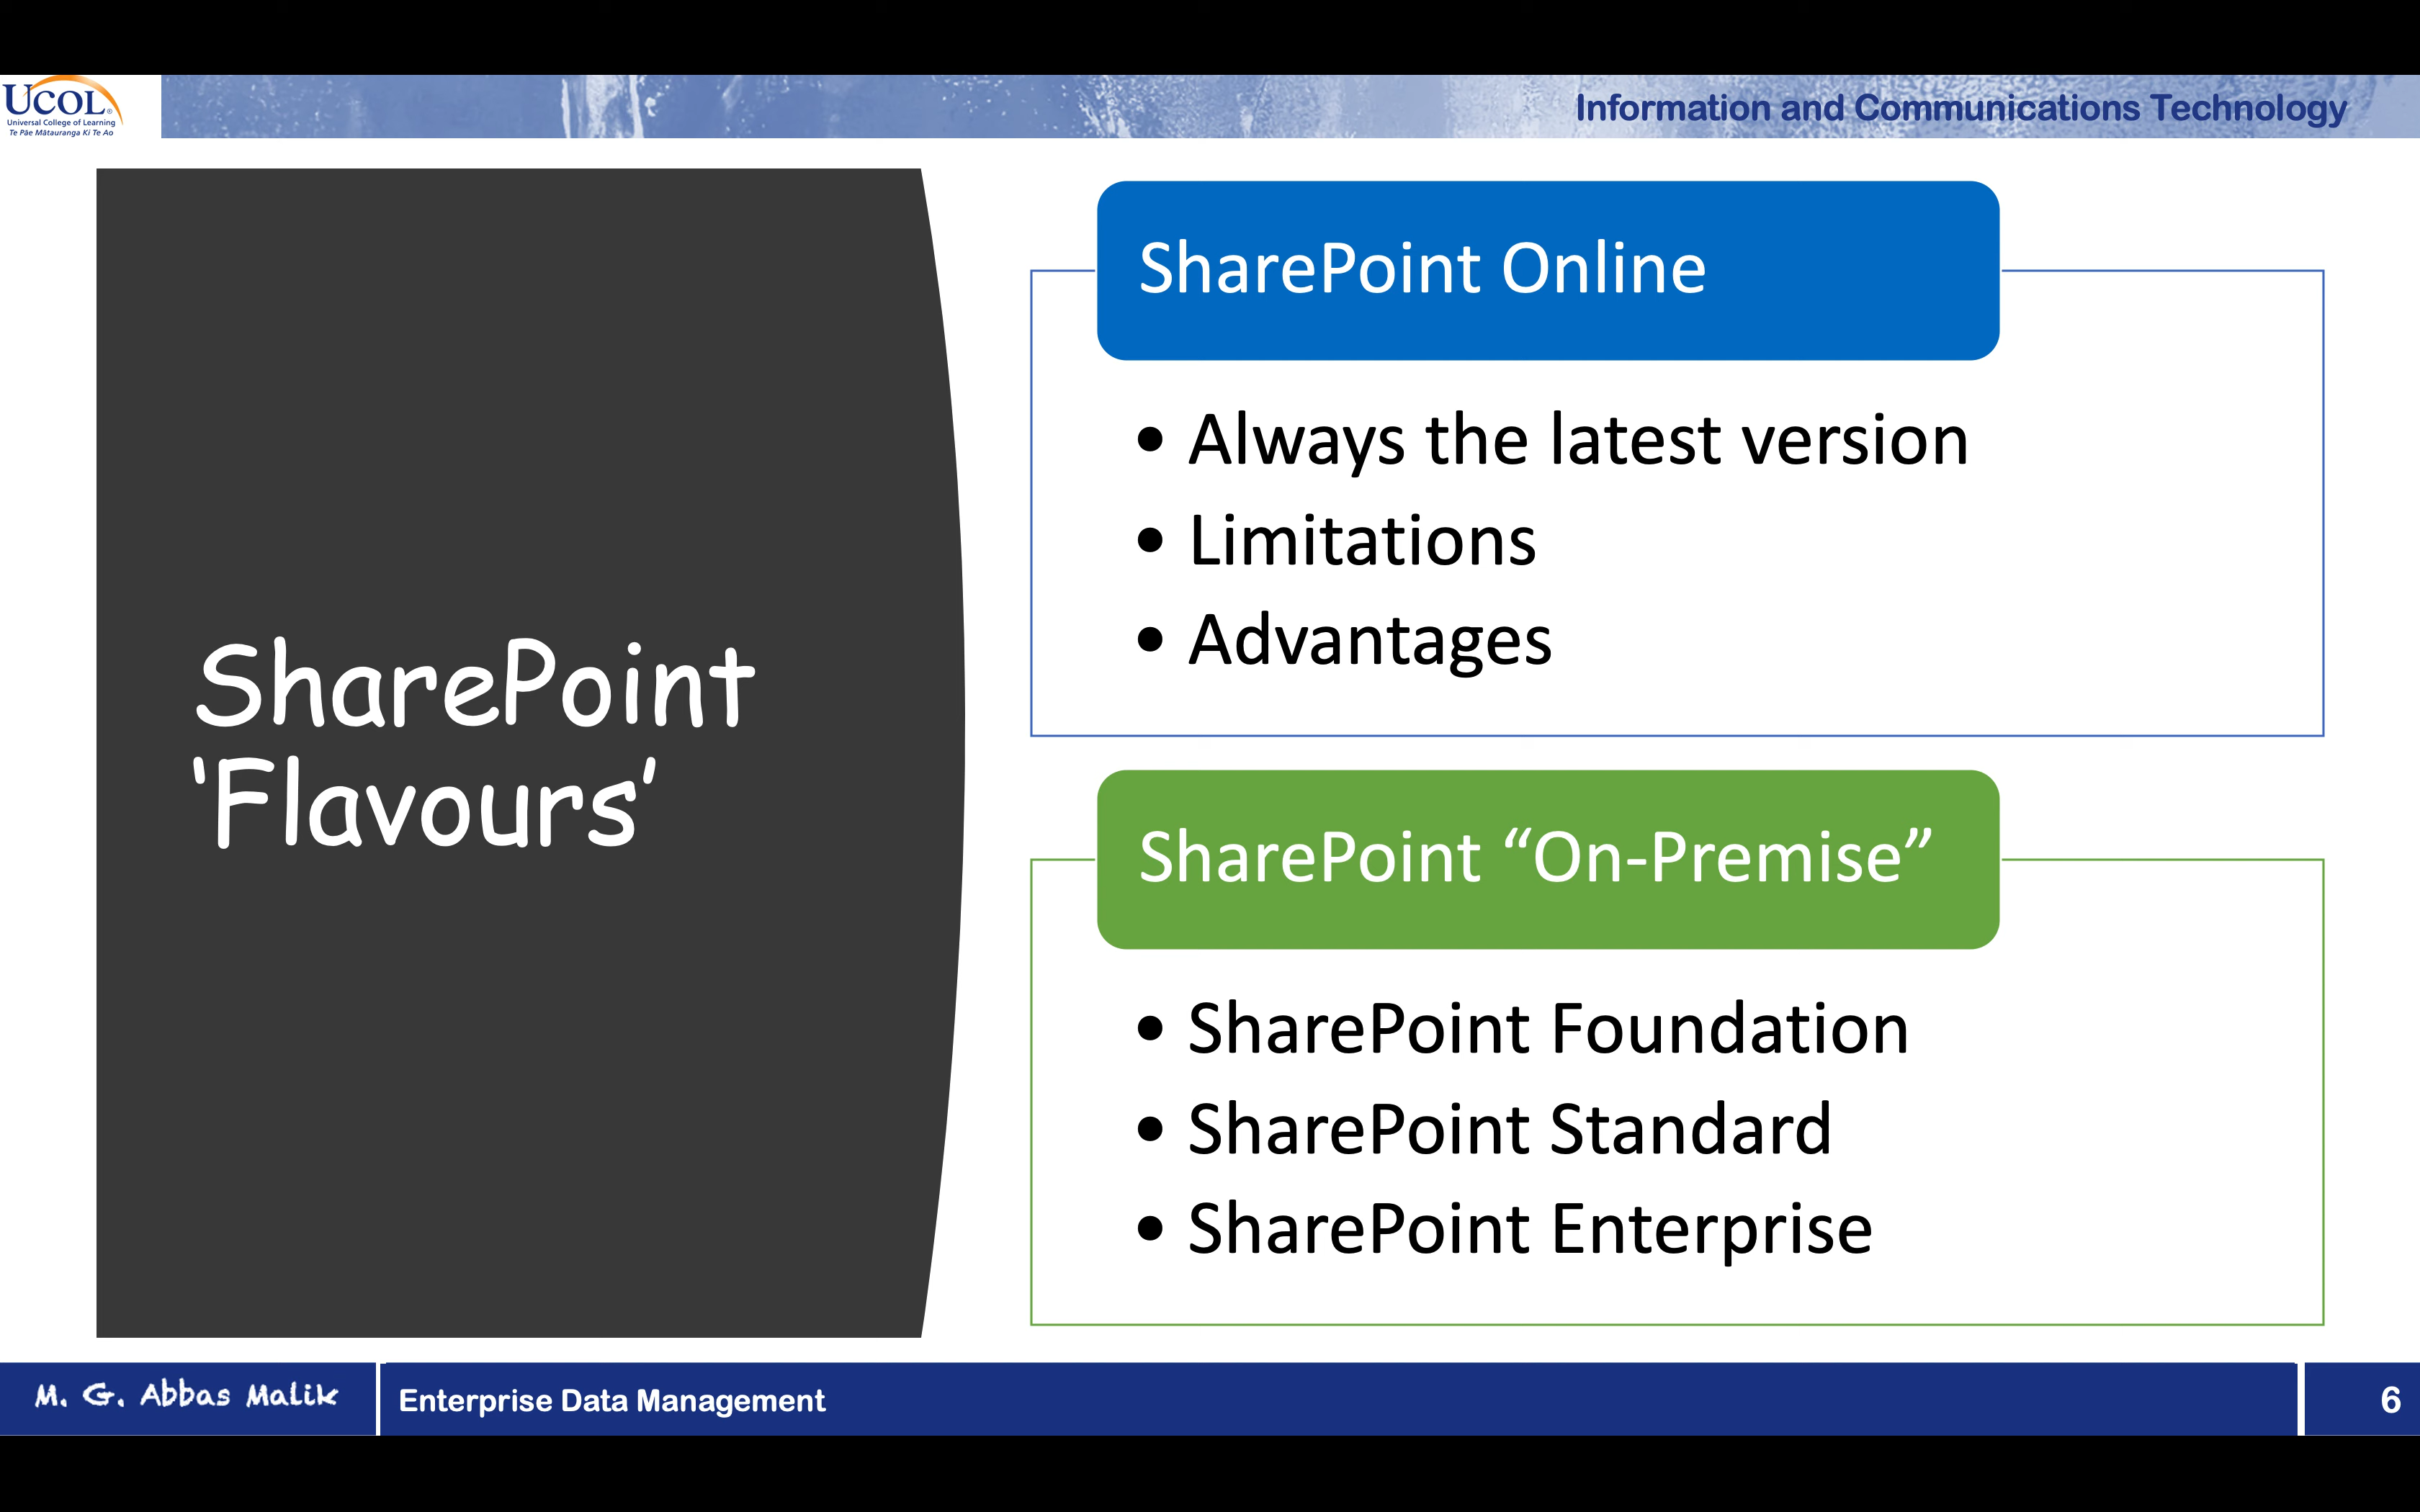 UCOL®
Universal College of Learning
Te Pae Mātauranga Ki Te Ao
Information and Communications Technology
SharePoint
‘Flavours’
SharePoint Online
• Always the latest version
• Limitations
• Advantages
SharePoint “On-Premise”
• SharePoint Foundation
• SharePoint Standard
• SharePoint Enterprise
M. G. Abbas Malik
Enterprise Data Management
6